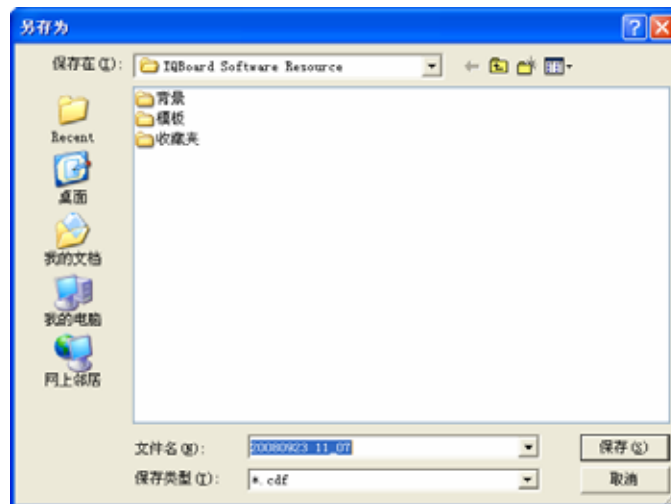 另存为
保存在(I):
IQBoard Software Resource
背景
模板
收藏夹
Recent
桌面
我的文档
我的电脑
网上邻居
文件名(N):
20080923 11_07
保存(S)
保存类型(T):
*.cdf
取消